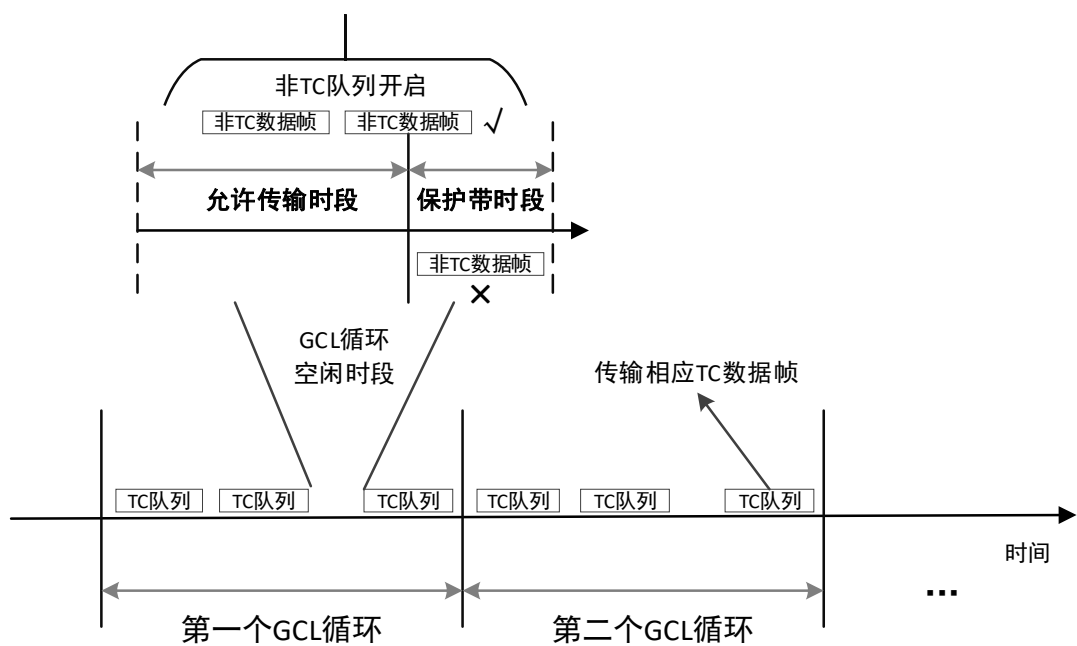 非TC队列开启
非TC数据帧 非TC数据帧 √
允许传输时段 保护带时段
非TC数据帧
×
GCL循环
空闲时段
传输相应TC数据帧
TC队列 TC队列 TC队列 TC队列 TC队列 TC队列
时间
...
第一个GCL循环 第二个GCL循环